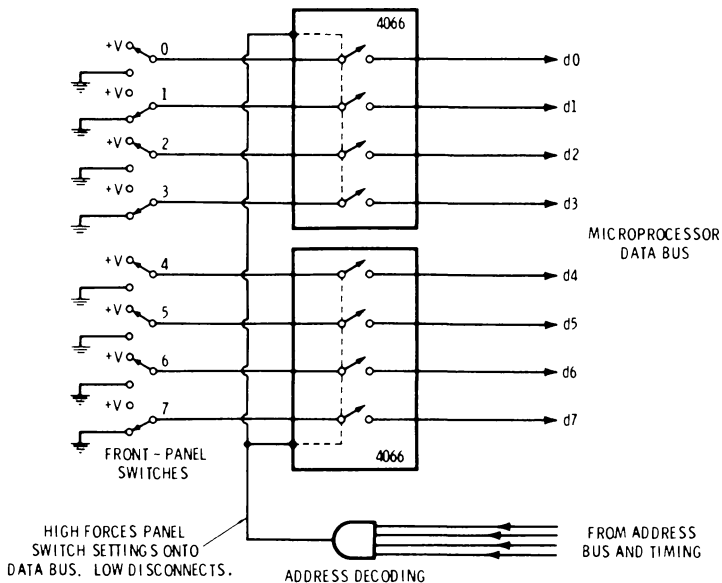 4066
+V 0 d0
+V 1 d1
+V 2 d2
+V 3 d3
MICROPROCESSOR
DATA BUS
+V 4 d4
+V 5 d5
+V 6 d6
+V 7 d7
FRONT-PANEL
SWITCHES
4066
HIGH FORCES PANEL
SWITCH SETTINGS ONTO
DATA BUS. LOW DISCONNECTS.
ADDRESS DECODING
FROM ADDRESS
BUS AND TIMING